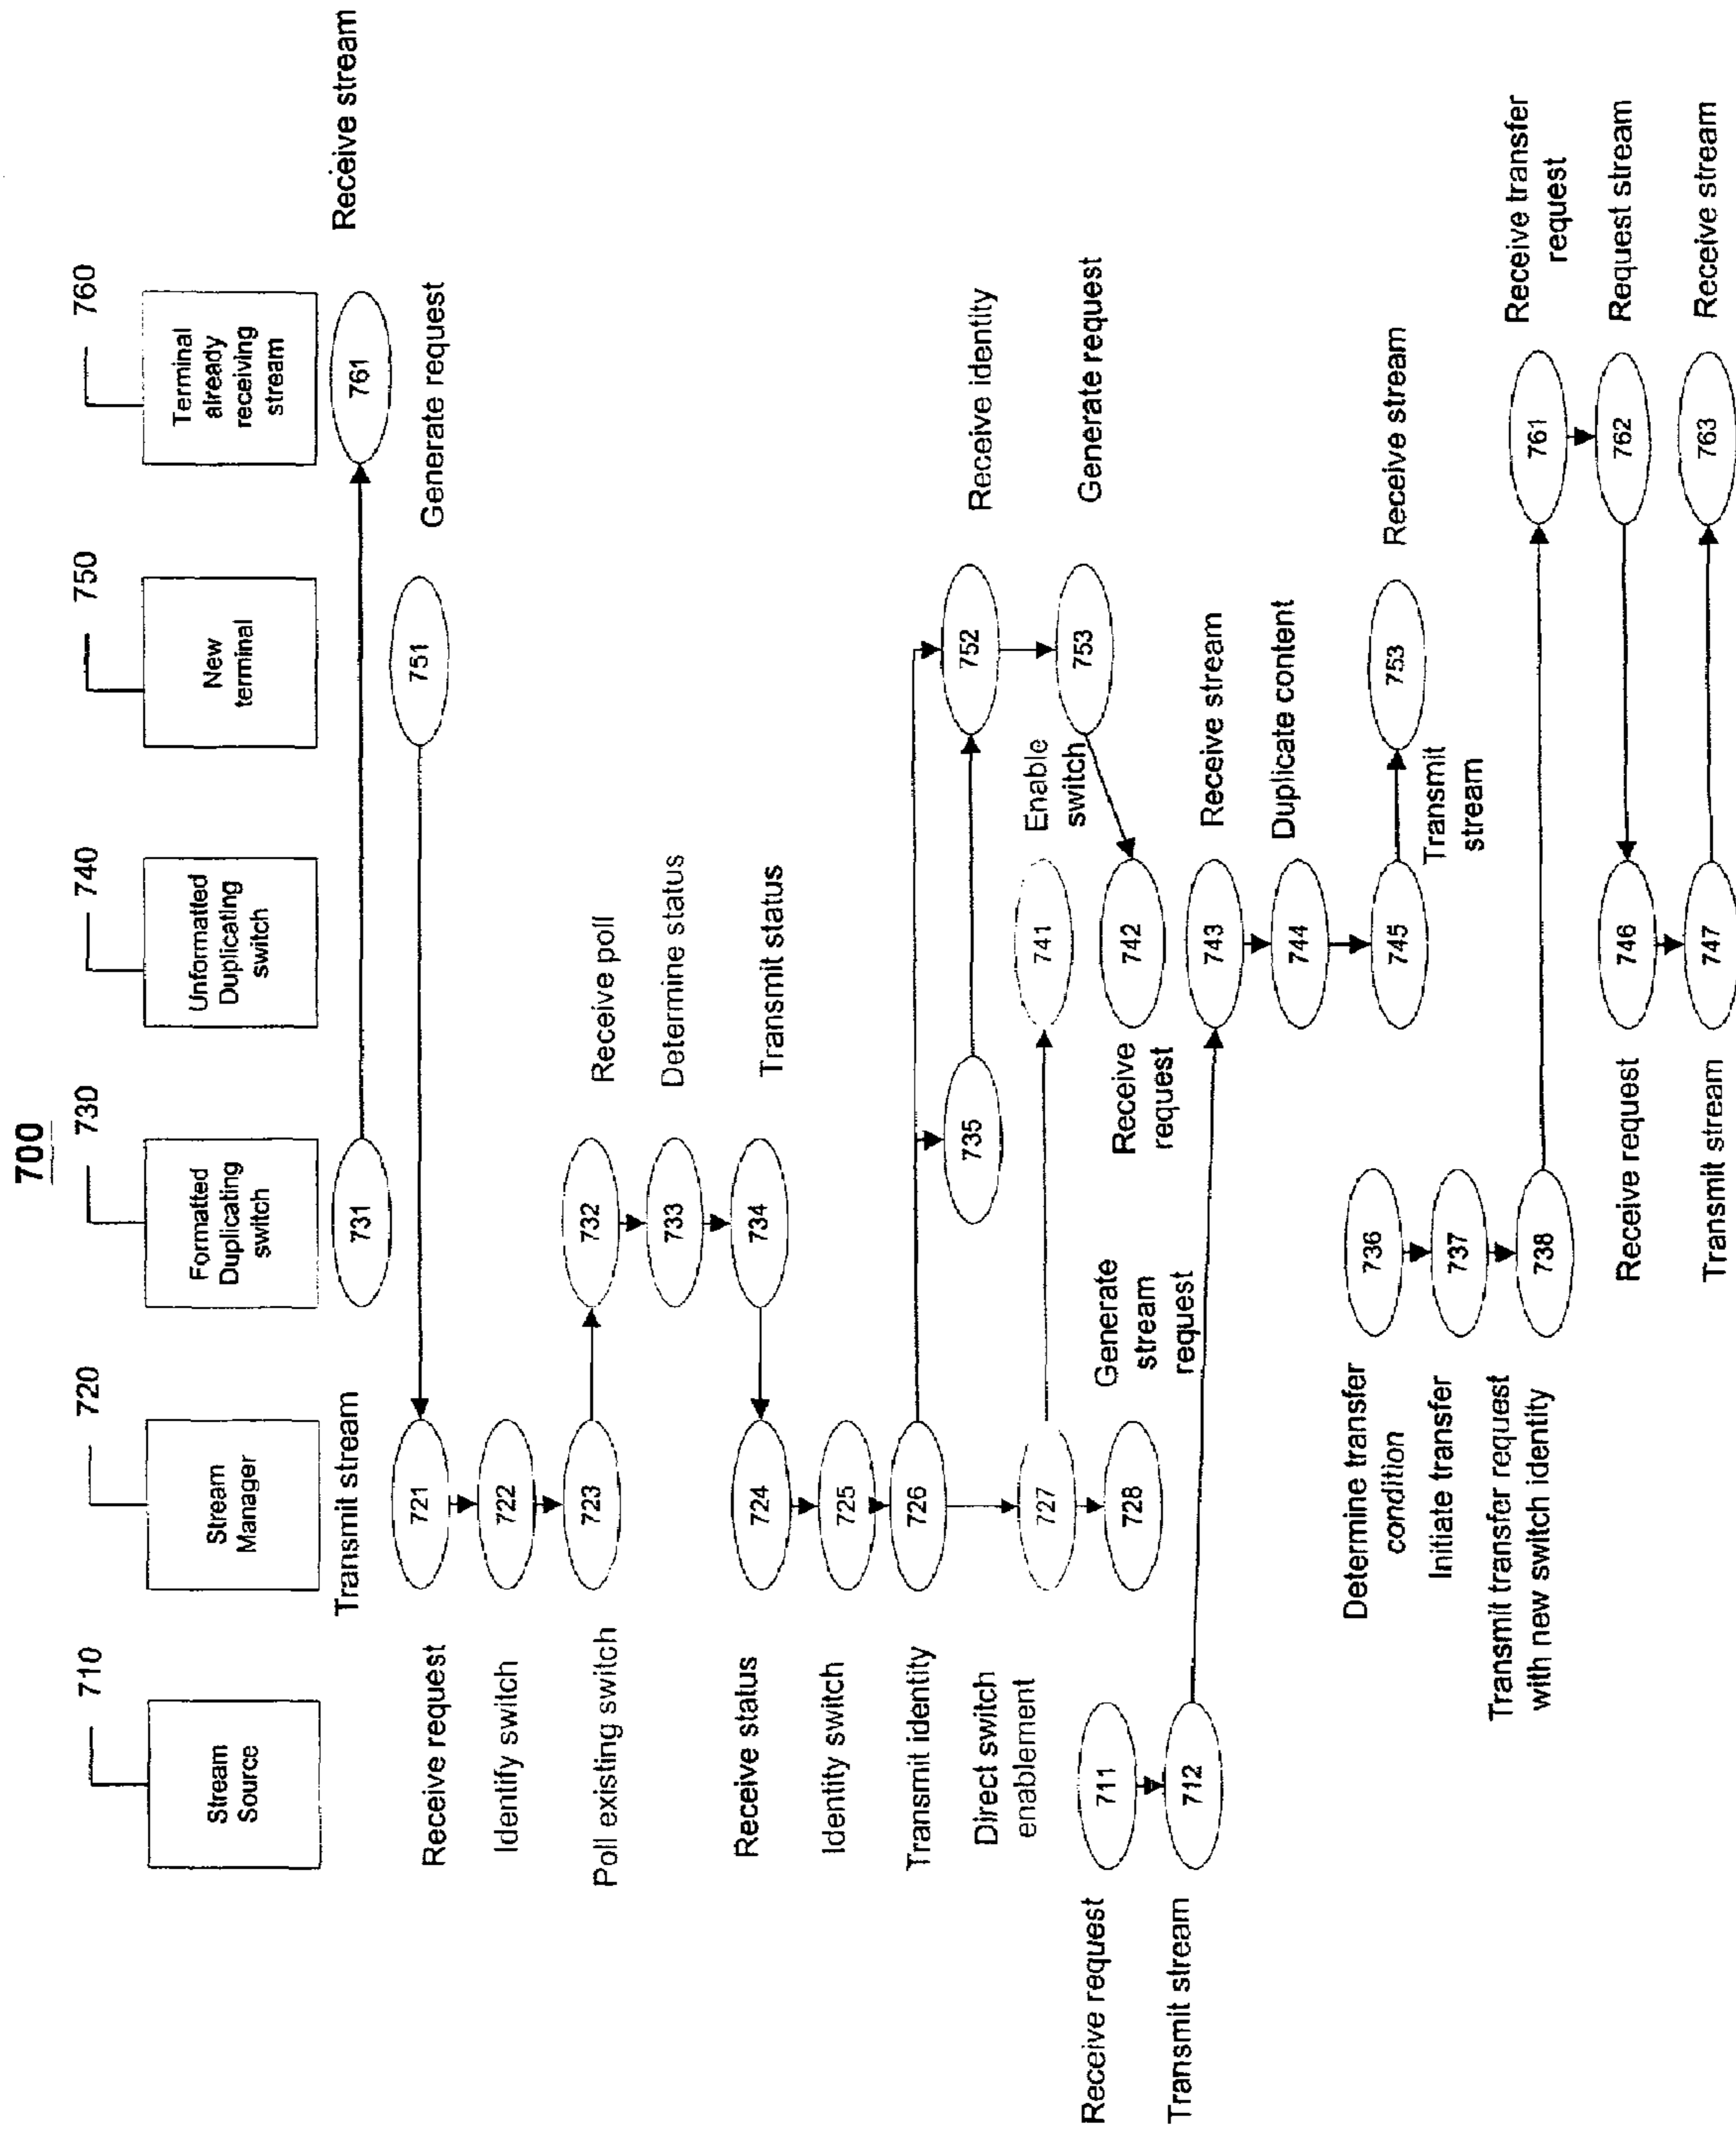 700
710
720
730
740
750
760
Stream
Source
Stream
Manager
Formatted
Duplicating
switch
Unformatted
Duplicating
switch
New
terminal
Terminal
already
receiving
stream
Transmit stream
731
761
Receive stream
Receive request
721
751
Generate request
Identify switch
722
Poll existing switch
723
732
Receive poll
733
Determine status
Receive status
724
734
Transmit status
Identity switch
725
Transmit identity
726
735
752
Receive identity
Direct switch
enablement
727
741
Enable
switch
753
Generate request
Receive request
711
728
Generate
stream
request
Receive
request
742
Transmit stream
712
743
Receive stream
744
Duplicate content
Determine transfer
condition
736
745
Transmit
stream
753
Receive stream
Initiate transfer
737
Transmit transfer request
with new switch identity
738
761
Receive transfer
request
Receive request
746
762
Request stream
Transmit stream
747
763
Receive stream